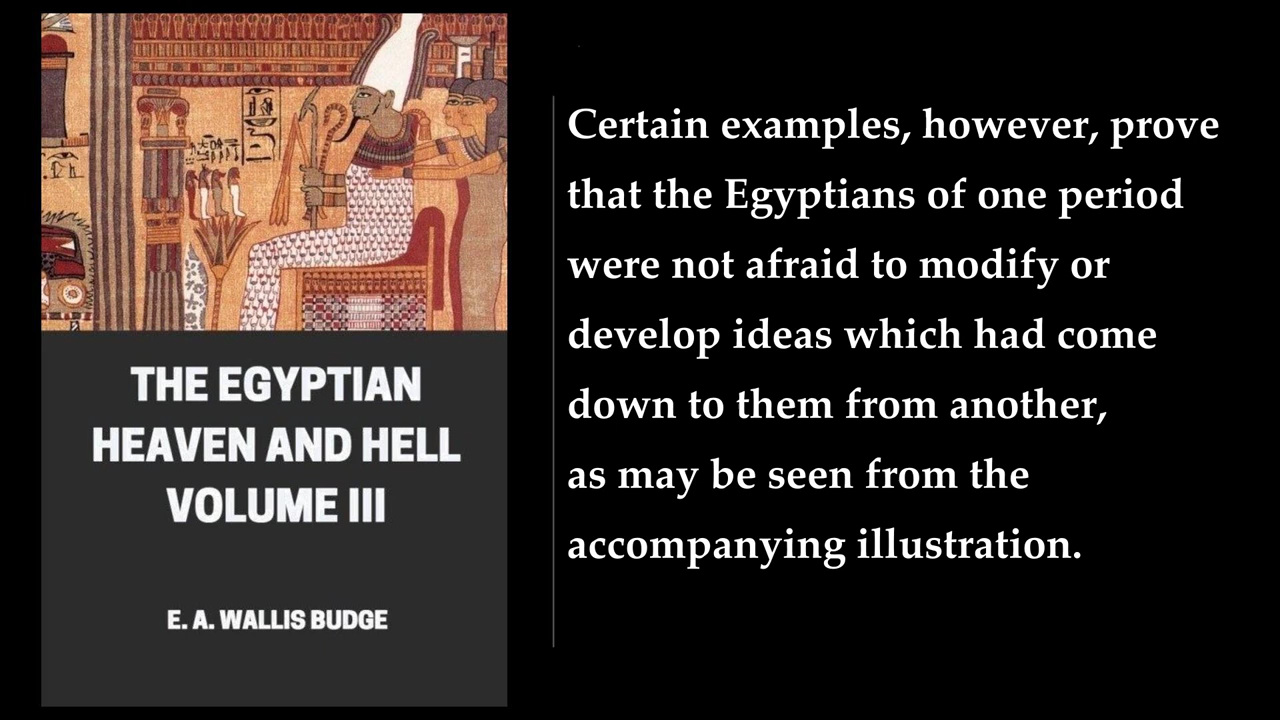 THE EGYPTIAN
HEAVEN AND HELL
VOLUME III
E. A. WALLIS BUDGE
Certain examples, however, prove
that the Egyptians of one period
were not afraid to modify or
develop ideas which had come
down to them from another,
as may be seen from the
accompanying illustration.